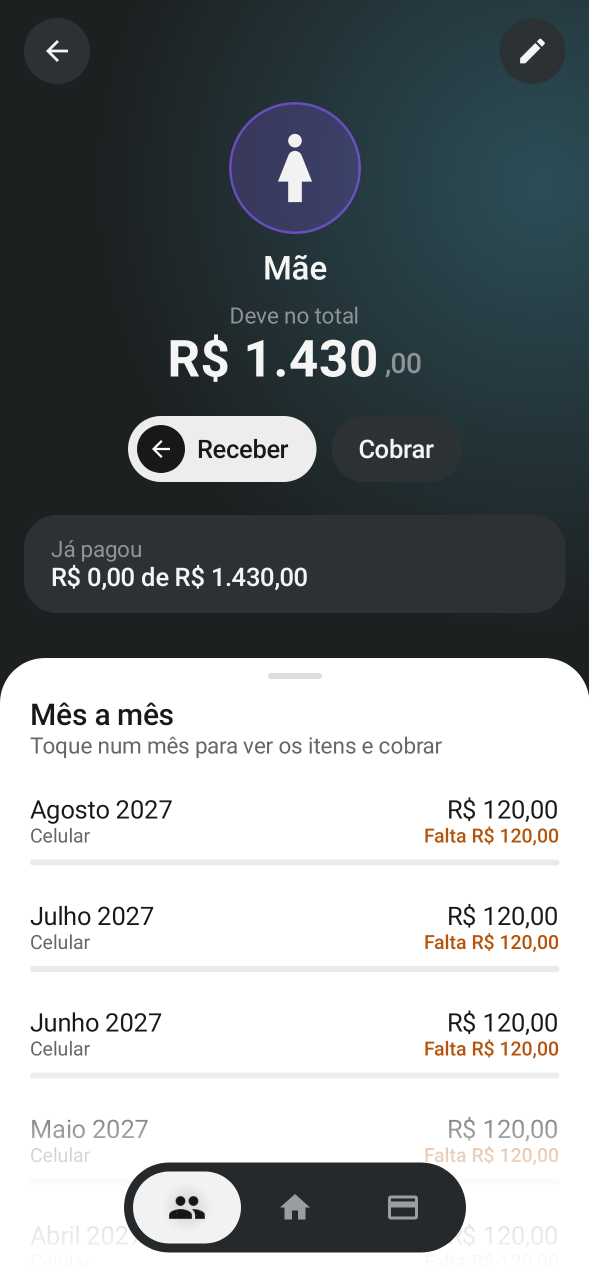 Mãe
Deve no total
R$ 1.430,00
Receber
Cobrar
Já pagou
R$ 0,00 de R$ 1.430,00
Mês a mês
Toque num mês para ver os itens e cobrar
Agosto 2027 R$ 120,00
Celular Falta R$ 120,00
Julho 2027 R$ 120,00
Celular Falta R$ 120,00
Junho 2027 R$ 120,00
Celular Falta R$ 120,00
Maio 2027 R$ 120,00
Celular Falta R$ 120,00
Abril 202 $ 120,00